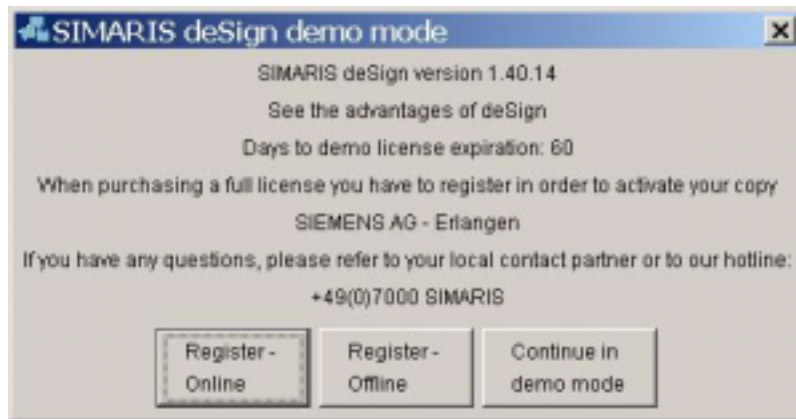 SIMARIS deSign demo mode
SIMARIS deSign version 1.40.14
See the advantages of deSign
Days to demo license expiration: 60
When purchasing a full license you have to register in order to activate your copy
SIEMENS AG - Erlangen
If you have any questions, please refer to your local contact partner or to our hotline:
+49(0)7000 SIMARIS
Register - Register - Continue in
Online Offline demo mode